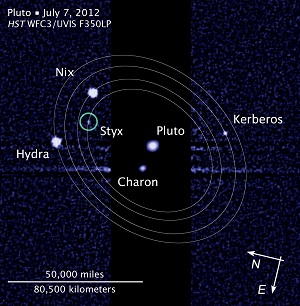 Pluto ▪ July 7, 2012
HST WFC3/UVIS F350LP
Nix
Styx
Pluto
Kerberos
Hydra
Charon
50,000 miles
80,500 kilometers
N
E